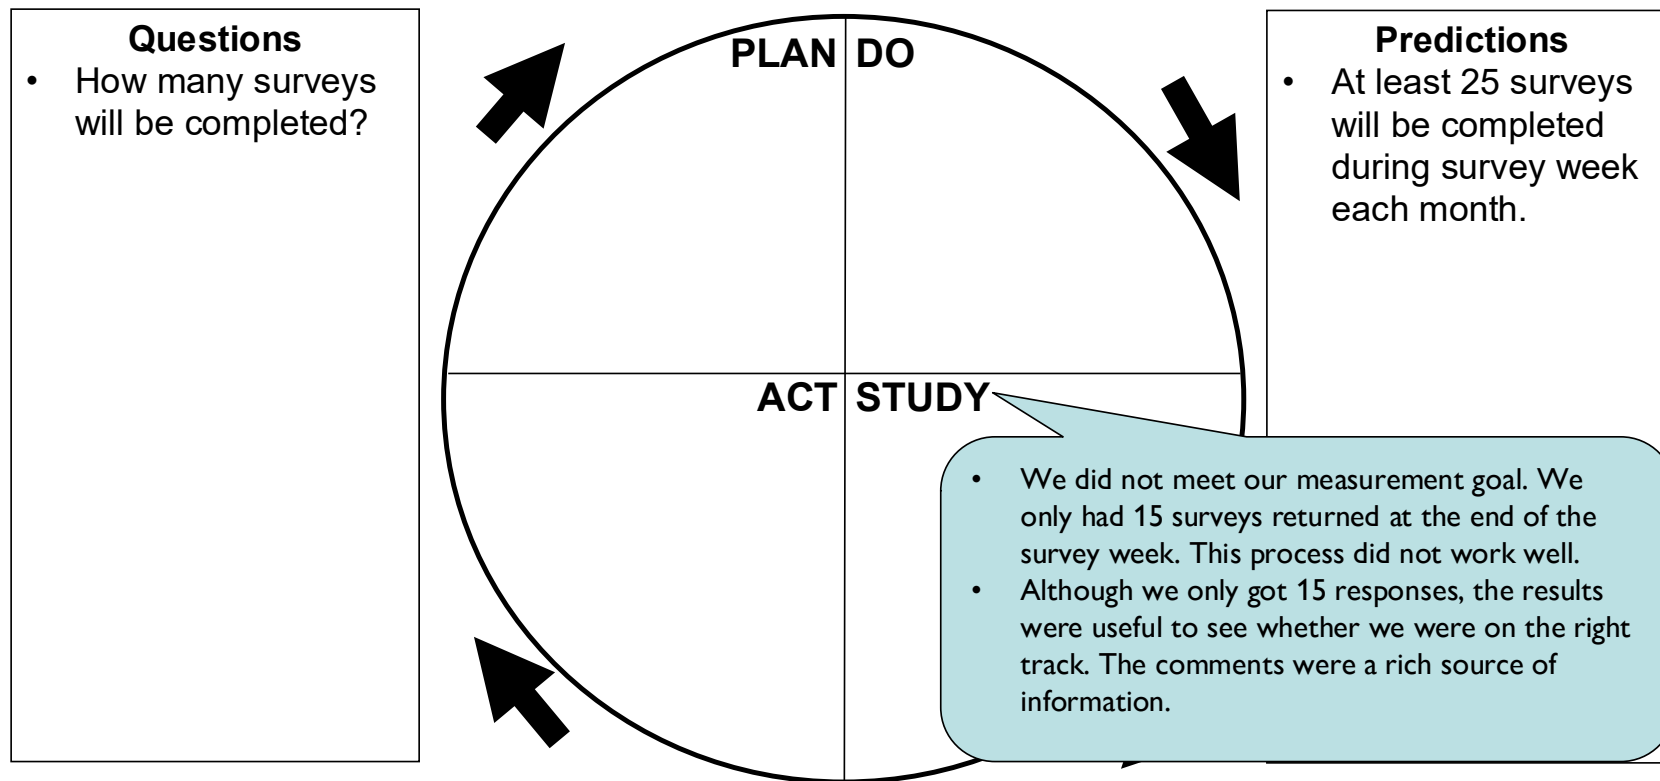 Questions
• How many surveys
will be completed?
PLAN DO
Predictions
• At least 25 surveys
will be completed
during survey week
each month.
ACT STUDY
• We did not meet our measurement goal. We
only had 15 surveys returned at the end of the
survey week. This process did not work well.
• Although we only got 15 responses, the results
were useful to see whether we were on the right
track. The comments were a rich source of
information.